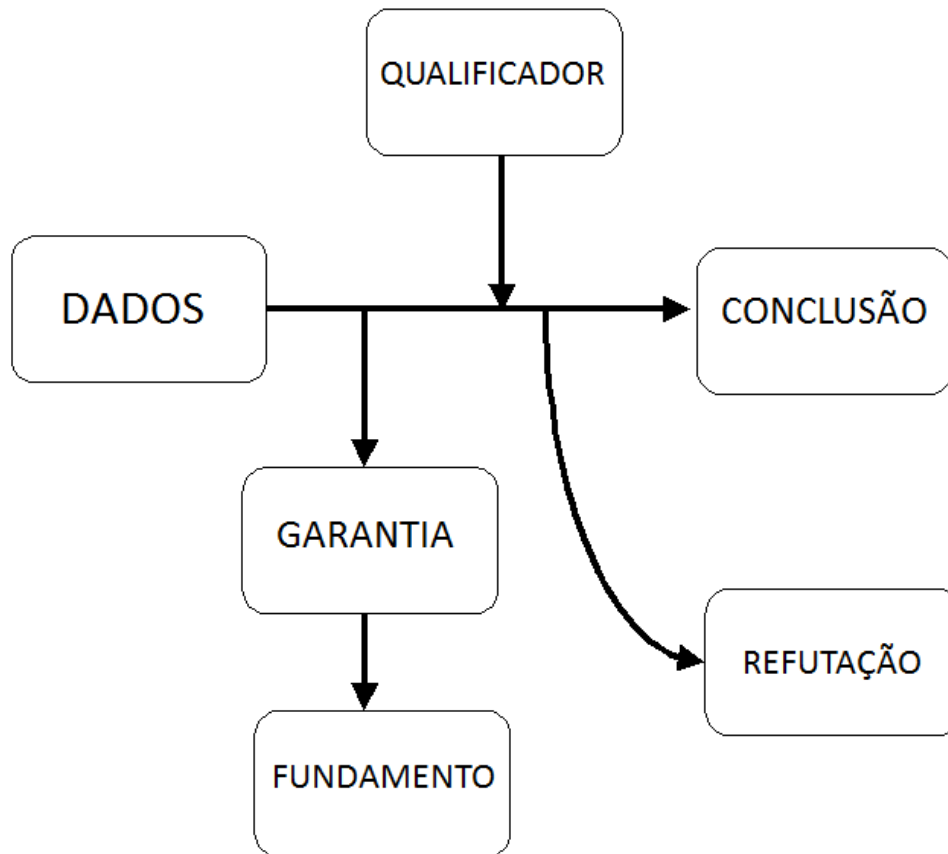 QUALIFICADOR
DADOS
CONCLUSÃO
GARANTIA
REFUTAÇÃO
FUNDAMENTO